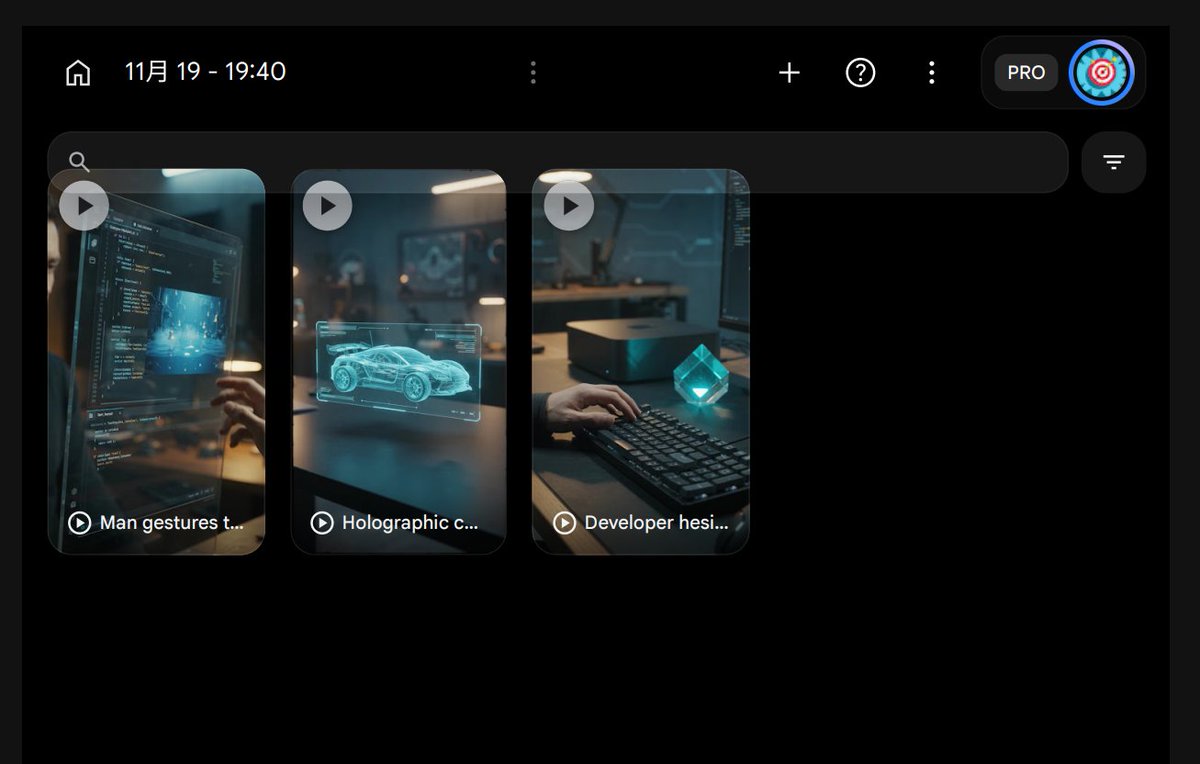 11月 19 - 19:40
PRO
Man gestures t...
Holographic c...
Developer hesi...